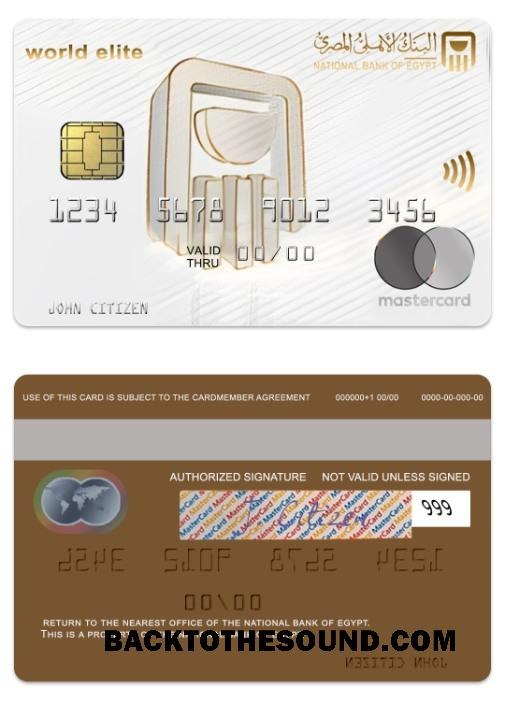 world elite
البنك الأهلي المصري
NATIONAL BANK OF EGYPT
1234 5678 9012 3456
VALID THRU 00/00
mastercard
JOHN CITIZEN
USE OF THIS CARD IS SUBJECT TO THE CARDMEMBER AGREEMENT 000000+1 00/00 0000-00-000-00
AUTHORIZED SIGNATURE NOT VALID UNLESS SIGNED
MasterCard
J. Citizen 999
1234 5678 9012 3456
00/00
RETURN TO THE NEAREST OFFICE OF THE NATIONAL BANK OF EGYPT.
THIS IS A
BACKTOTHESOUND.COM
JOHN CITIZEN